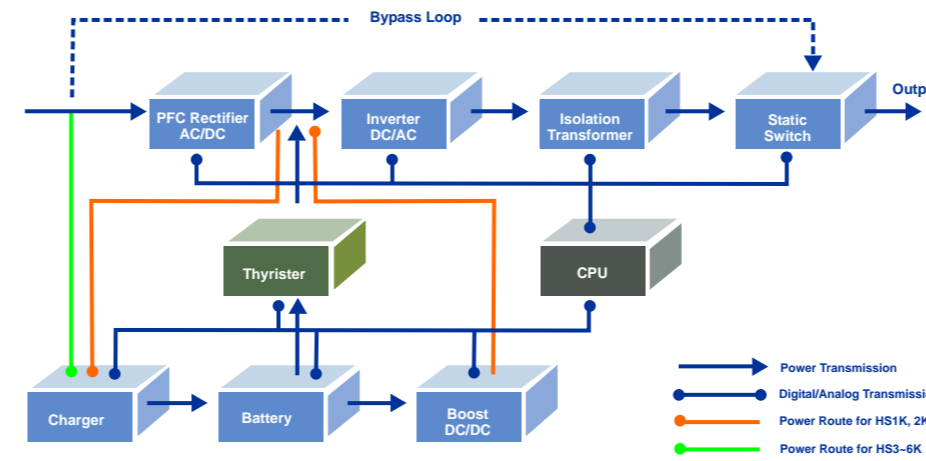 Bypass Loop
Outp
PFC Rectifier
AC/DC
Inverter
DC/AC
Isolation
Transformer
Static
Switch
Thyrister
CPU
Charger
Battery
Boost
DC/DC
Power Transmission
Digital/Analog Transmissi
Power Route for HS1K, 2K
Power Route for HS3~6K